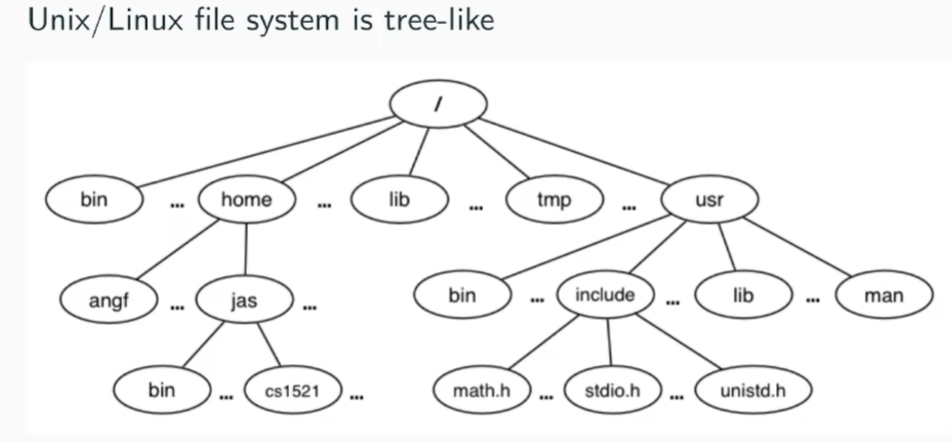 Unix/Linux file system is tree-like
/
bin ... home ... lib ... tmp ... usr
angf ... jas ... bin ... include ... lib ... man
bin ... cs1521 ... math.h ... stdio.h ... unistd.h